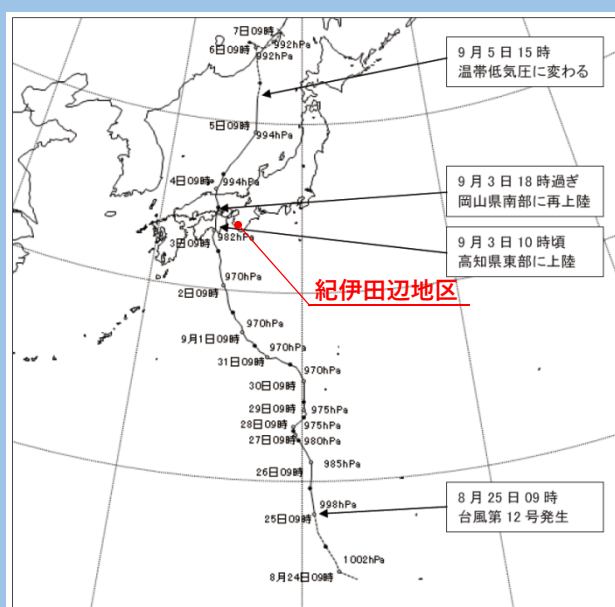 7日09時
992hPa
6日09時
992hPa
9月5日15時
温帯低気圧に変わる
5日09時
994hPa
4日09時
994hPa
9月3日18時過ぎ
岡山県南部に再上陸
3日09時
982hPa
9月3日10時頃
高知県東部に上陸
970hPa
2日09時
紀伊田辺地区
970hPa
9月1日09時
970hPa
31日09時
970hPa
30日09時
29日09時
975hPa
28日09時
975hPa
27日09時
980hPa
985hPa
26日09時
998hPa
25日09時
8月25日09時
台風第12号発生
1002hPa
8月24日09時